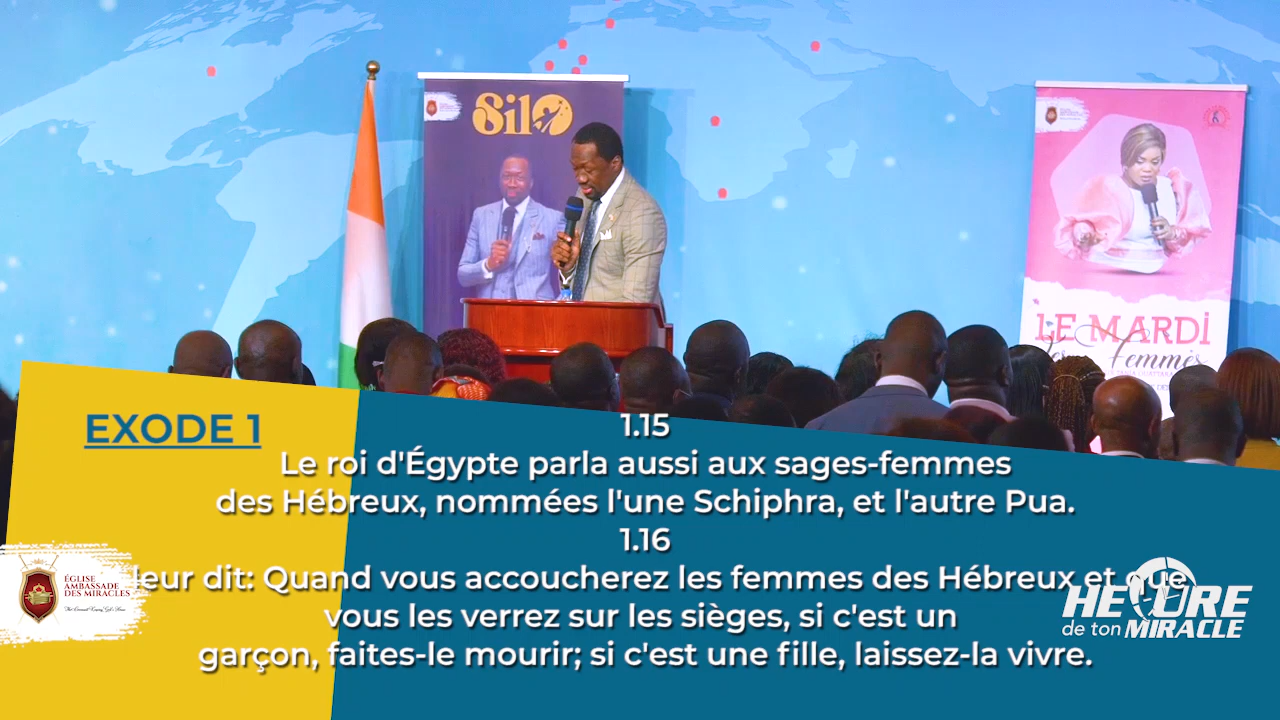 Silo
LE MARDİ
des Femmes
EXODE 1
1.15
Le roi d'Égypte parla aussi aux sages-femmes
des Hébreux, nommées l'une Schiphra, et l'autre Pua.
1.16
leur dit: Quand vous accoucherez les femmes des Hébreux et que
vous les verrez sur les sièges, si c'est un
garçon, faites-le mourir; si c'est une fille, laissez-la vivre.
ÉGLISE
AMBASSADE
DES MIRACLES
HEURE
de ton MIRACLE